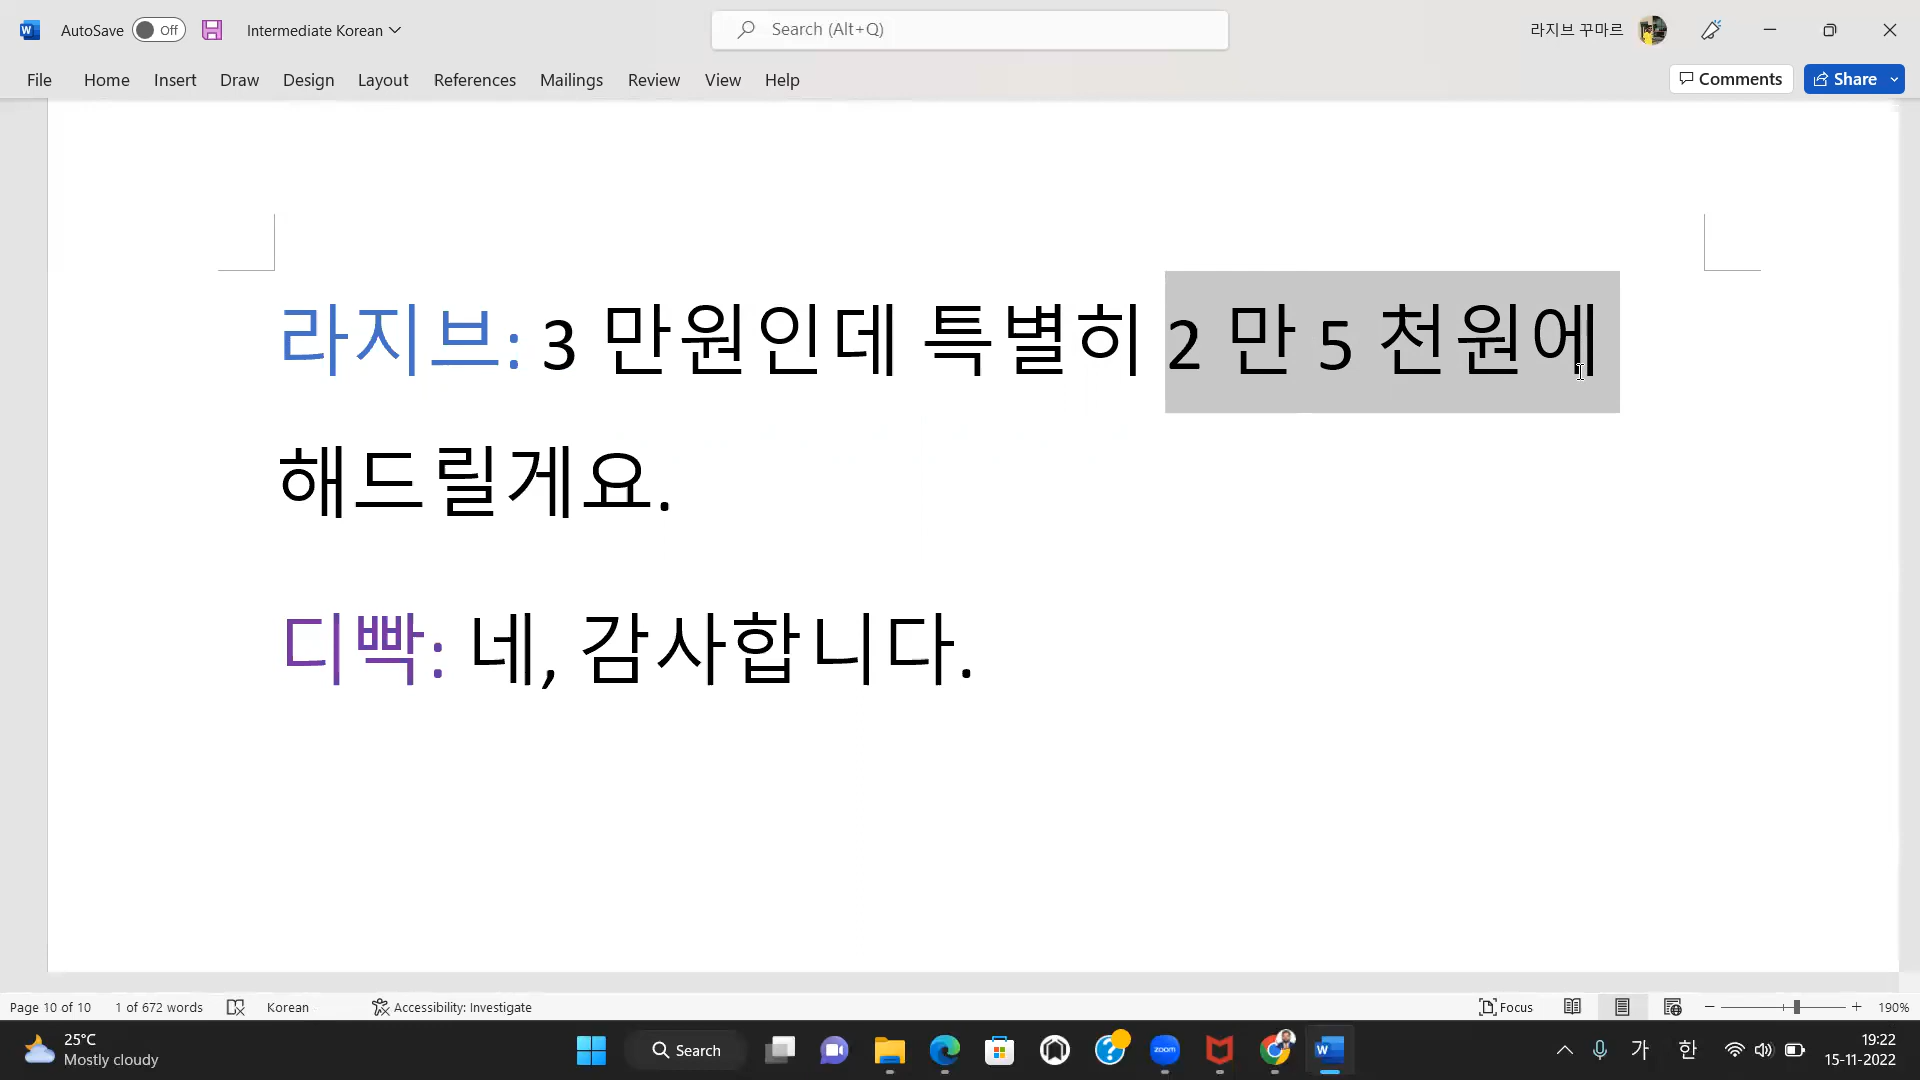 AutoSave Off Intermediate Korean Search (Alt+Q) 라지브 꾸마르
File Home Insert Draw Design Layout References Mailings Review View Help Comments Share
라지브: 3 만원인데 특별히 2 만 5 천원에
해드릴게요.
디빡: 네, 감사합니다.
Page 10 of 10 1 of 672 words Korean Accessibility: Investigate Focus 190%
25°C
Mostly cloudy
Search
zoom
가 한
19:22
15-11-2022